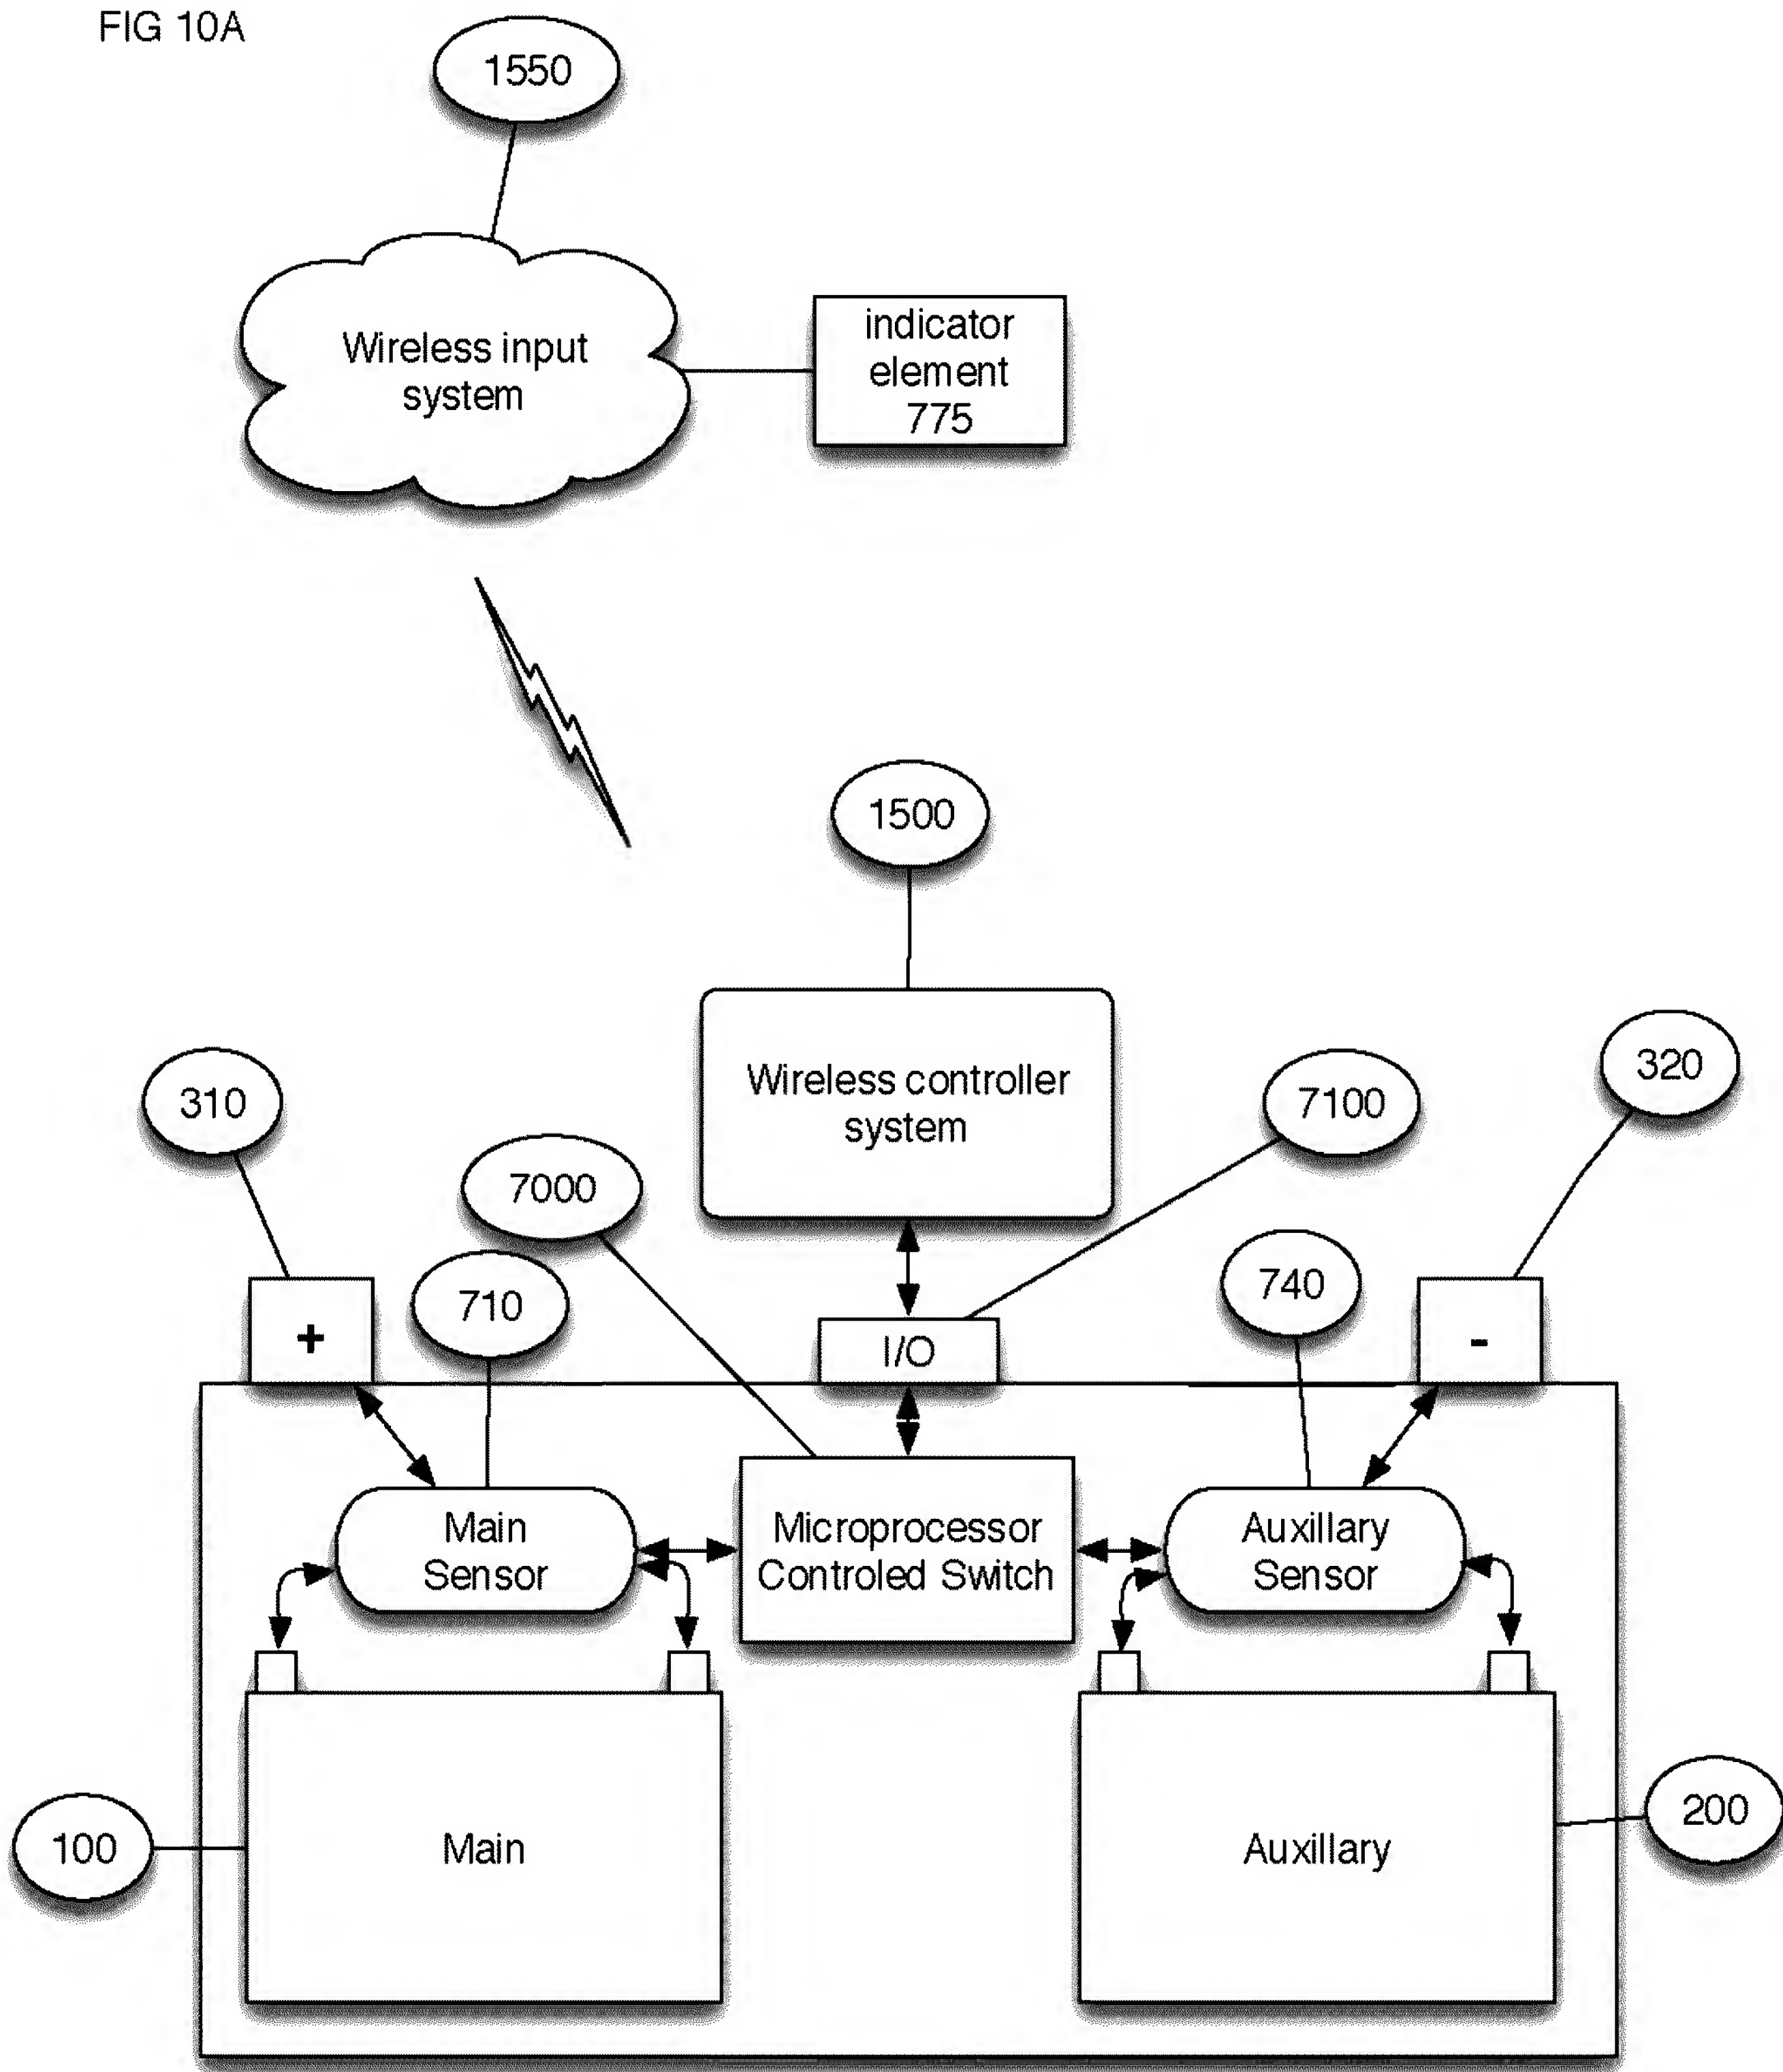 FIG 10A
1550
Wireless input
system
indicator
element
775
1500
310
Wireless controller
system
7100
320
7000
710
740
+
I/O
-
Main
Sensor
Microprocessor
Controled Switch
Auxillary
Sensor
100
Main
Auxillary
200